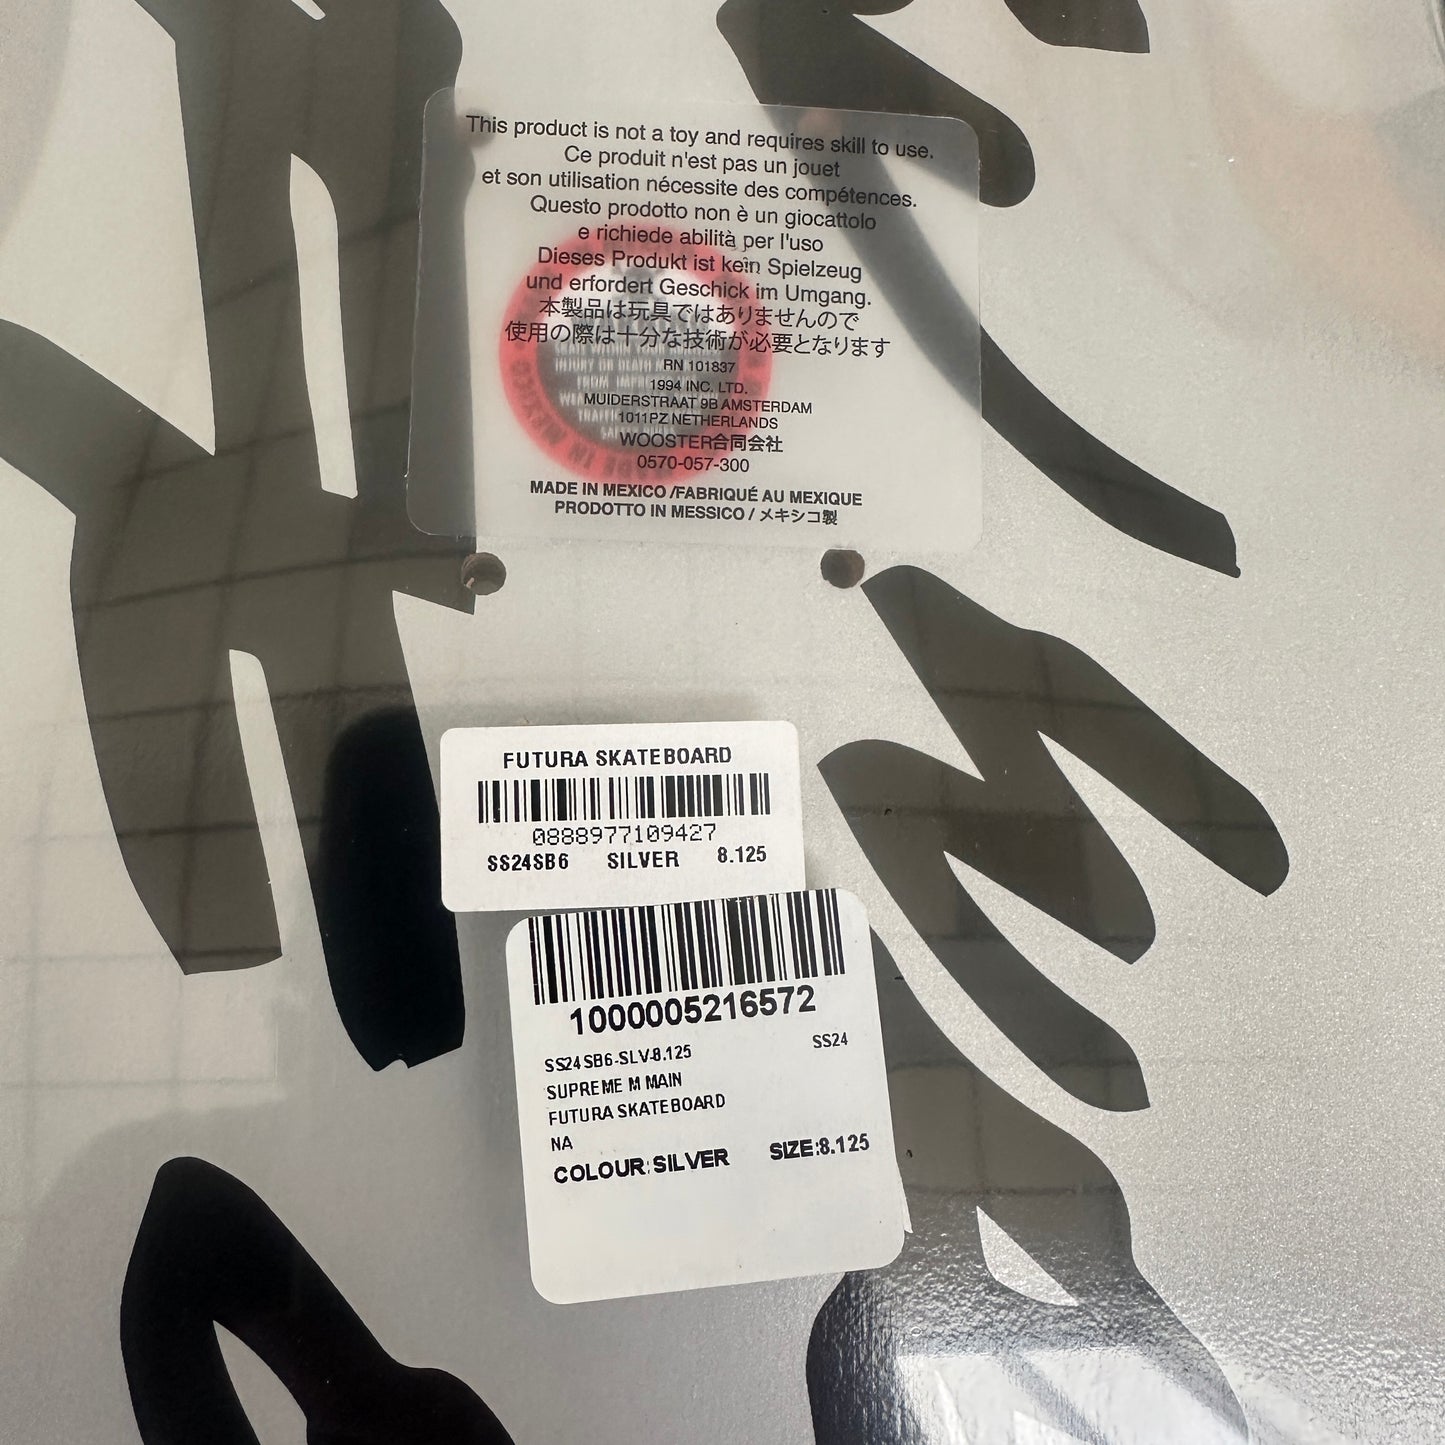 This product is not a toy and requires skill to use.
Ce produit n'est pas un jouet
et son utilisation nécessite des compétences.
Questo prodotto non è un giocattolo
e richiede abilità per l'uso
Dieses Produkt ist kein Spielzeug
und erfordert Geschick im Umgang.
本製品は玩具ではありませんので
使用の際は十分な技術が必要となります
RN 101837
1994 INC. LTD.
MUIDERSTRAAT 9B AMSTERDAM
1011PZ NETHERLANDS
WOOSTER合同会社
0570-057-300
MADE IN MEXICO /FABRIQUÉ AU MEXIQUE
PRODOTTO IN MESSICO / メキシコ製
MADE IN MEXICO
FUTURA SKATEBOARD
0888977109427
SS24SB6 SILVER 8.125
1000005216572
SS24SB6-SLV-8.125 SS24
SUPREME M MAIN
FUTURA SKATEBOARD
NA
COLOUR:SILVER SIZE:8.125